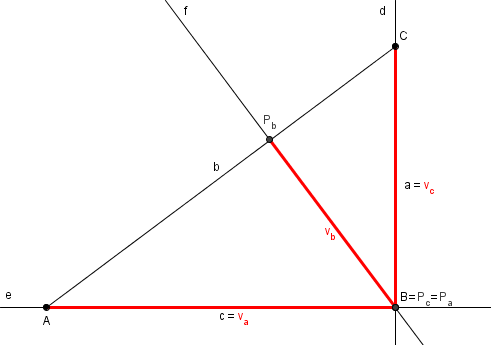 f
d
C
P_b
b
a = v_c
v_b
e
B=P_c=P_a
A
c = v_a